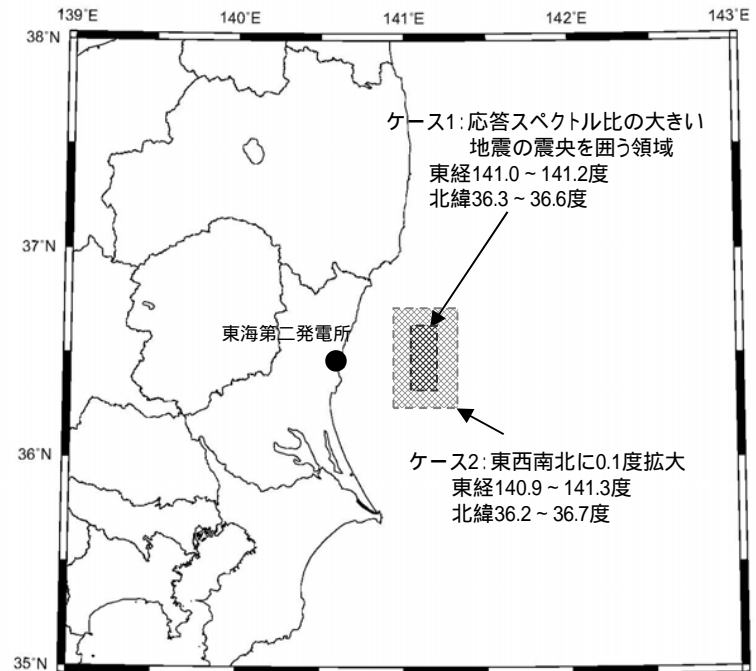 139°E
140°E
141°E
143°E
38°N
ケース1:応答スペクトル比の大きい
地震の震央を囲う領域
東経141.0~141.2度
北緯36.3~36.6度
37°N
東海第二発電所
36°N
ケース2:東西南北に0.1度拡大
東経140.9~141.3度
北緯36.2~36.7度
35°N